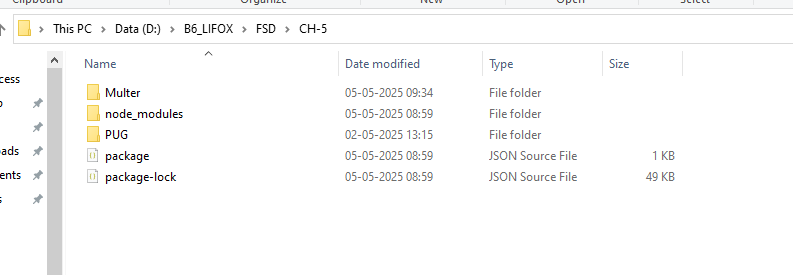 Clipboard Organize New Open Select
This PC > Data (D:) > B6_LIFOX > FSD > CH-5
Name Date modified Type Size
cess
Multer 05-05-2025 09:34 File folder
node_modules 05-05-2025 08:59 File folder
PUG 02-05-2025 13:15 File folder
oads
package 05-05-2025 08:59 JSON Source File 1 KB
ents
package-lock 05-05-2025 08:59 JSON Source File 49 KB
s